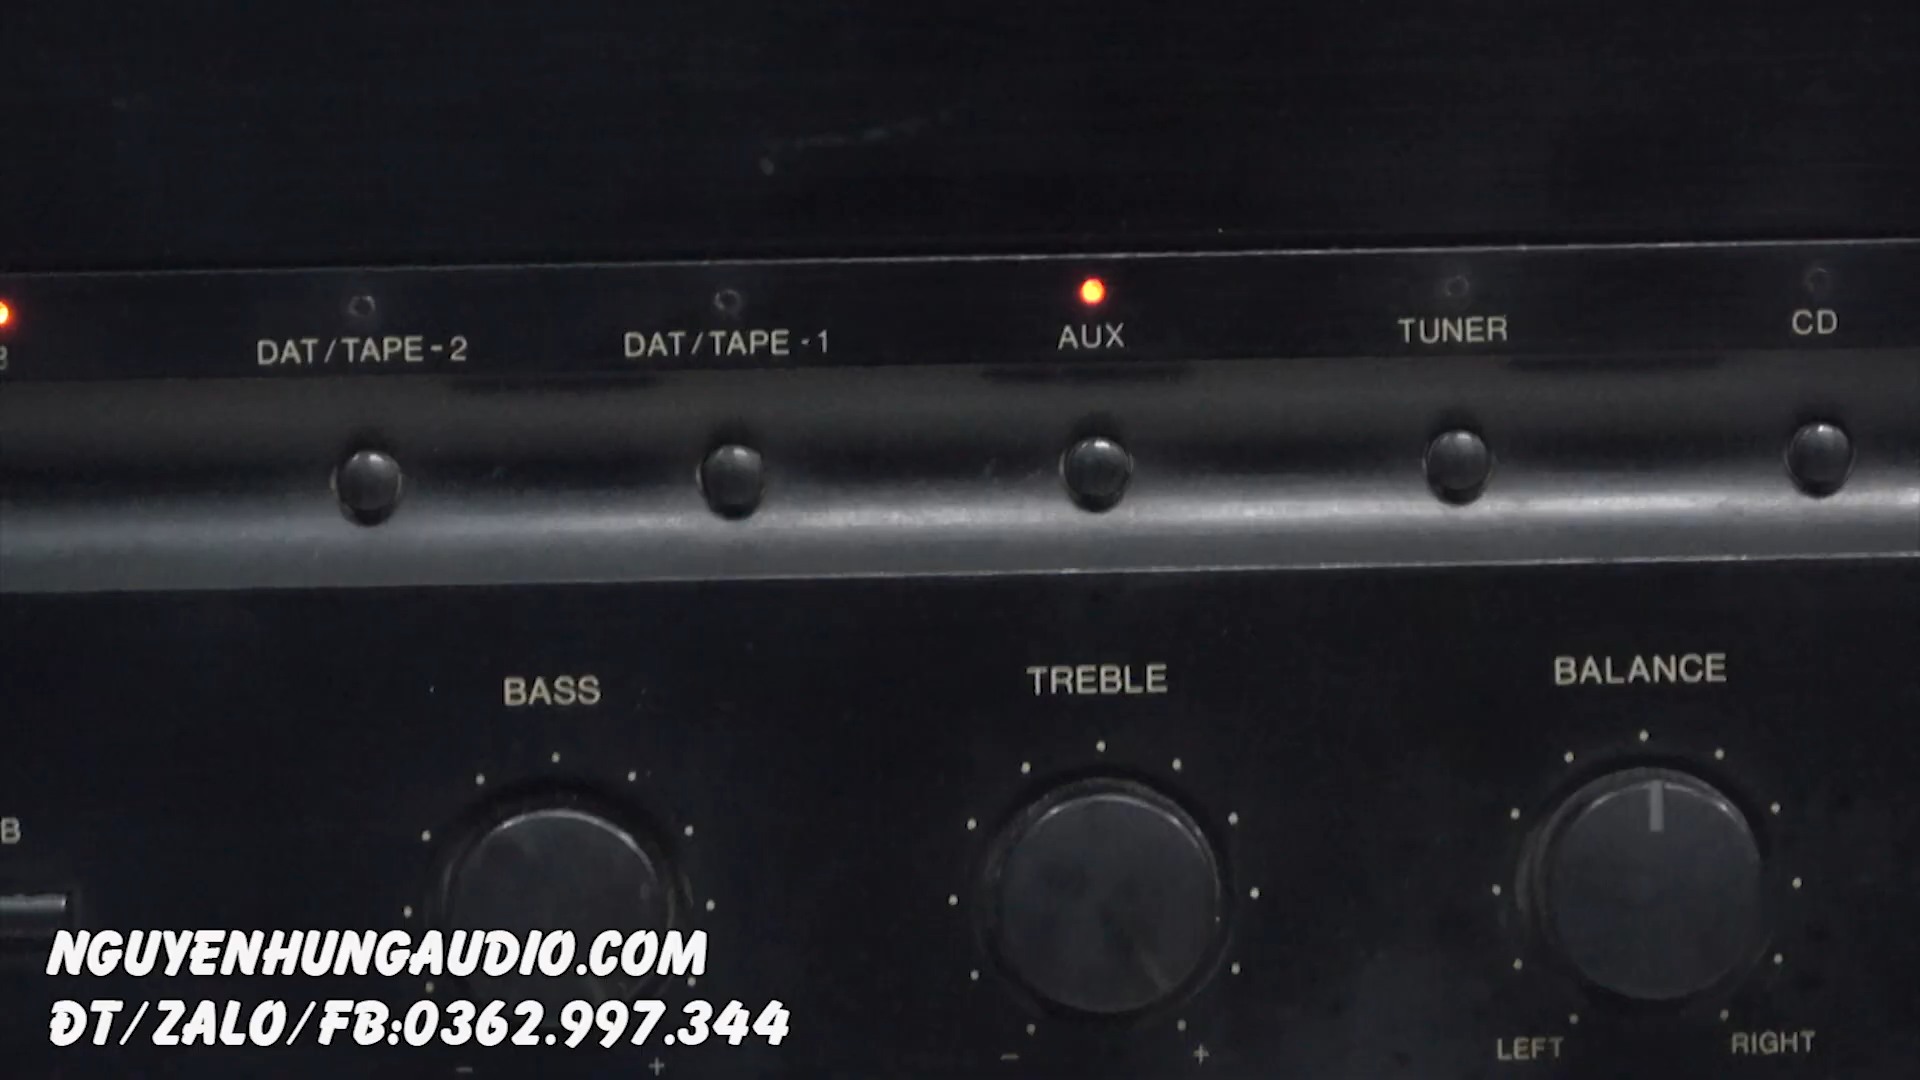 DAT/TAPE-2
DAT/TAPE-1
AUX
TUNER
CD
BASS
TREBLE
BALANCE
B
- +
- +
LEFT
RIGHT
NGUYENHUNGAUDIO.COM
ĐT/ZALO/FB:0362.997.344